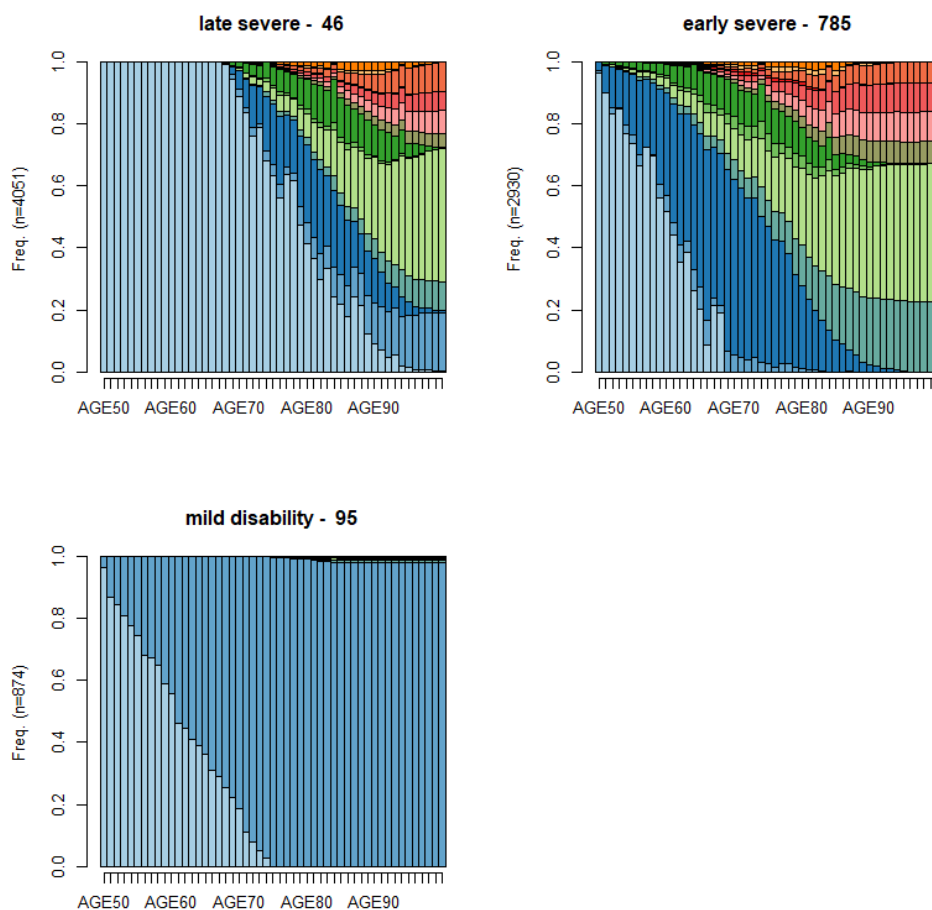 late severe - 46
Freq. (n=4051)
0.0 0.2 0.4 0.6 0.8 1.0
AGE50 AGE60 AGE70 AGE80 AGE90
early severe - 785
Freq. (n=2930)
0.0 0.2 0.4 0.6 0.8 1.0
AGE50 AGE60 AGE70 AGE80 AGE90
mild disability - 95
Freq. (n=874)
0.0 0.2 0.4 0.6 0.8 1.0
AGE50 AGE60 AGE70 AGE80 AGE90